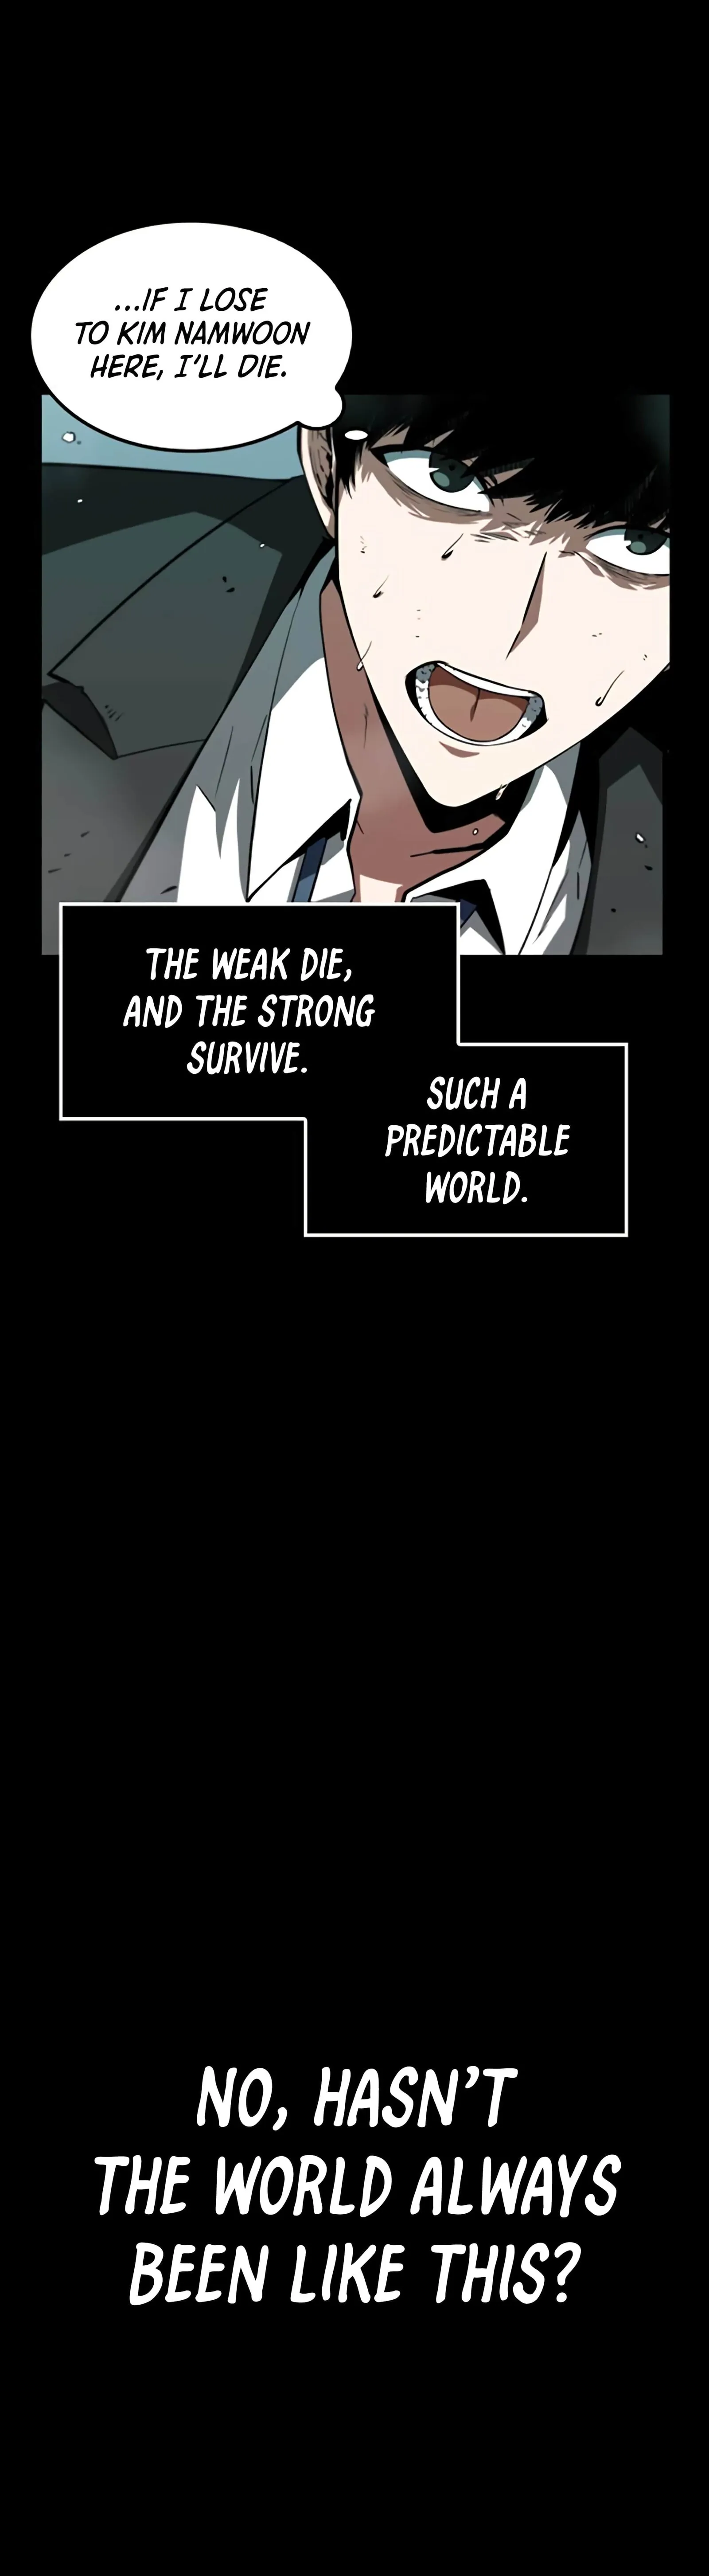 ...IF I LOSE
TO KIM NAMWOON
HERE, I'LL DIE.
THE WEAK DIE,
AND THE STRONG
SURVIVE.
SUCH A
PREDICTABLE
WORLD.
NO, HASN'T
THE WORLD ALWAYS
BEEN LIKE THIS?